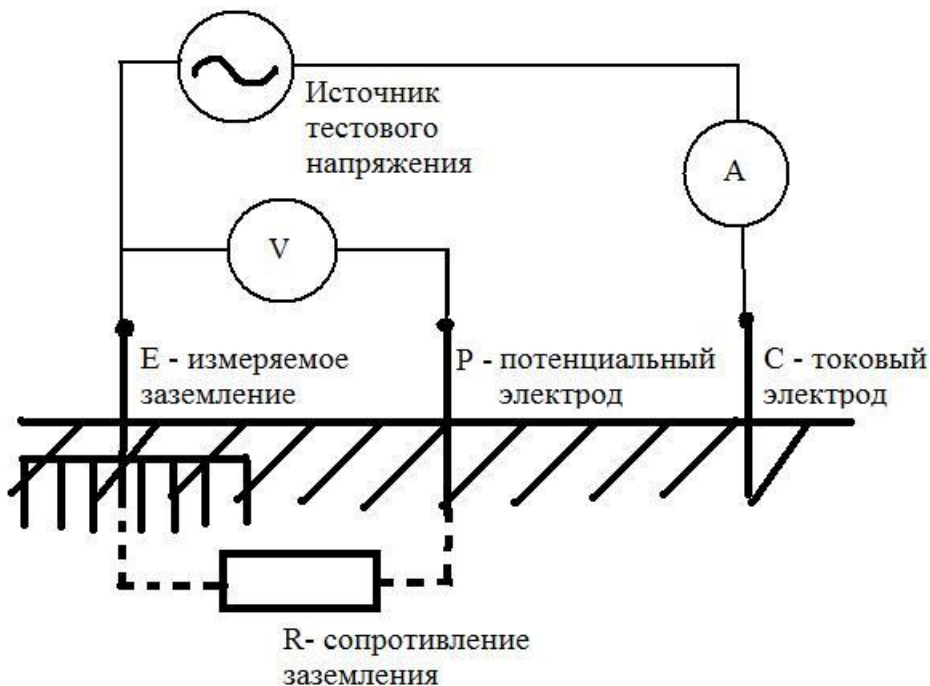 Источник
тестового
напряжения
A
V
E - измеряемое
заземление
P - потенциальный
электрод
C - токовый
электрод
R- сопротивление
заземления